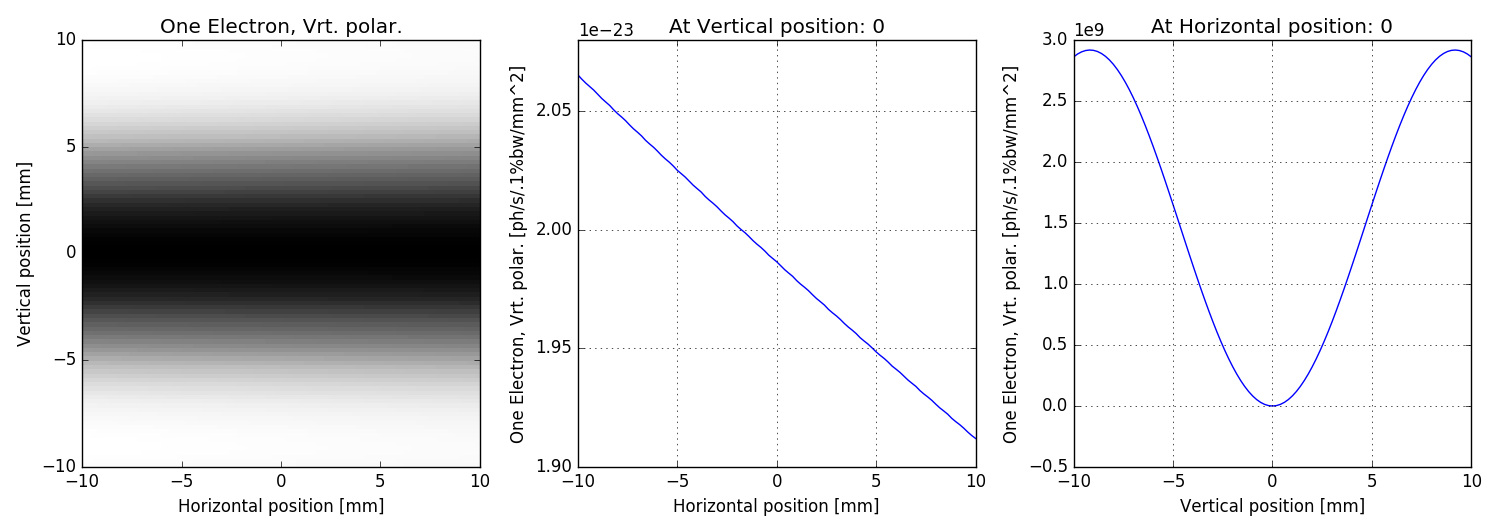 One Electron, Vrt. polar.
10
5
0
−5
−10
Vertical position [mm]
−10
−5
0
5
10
Horizontal position [mm]
1e−23
At Vertical position: 0
2.05
2.00
1.95
1.90
One Electron, Vrt. polar. [ph/s/.1%bw/mm^2]
−10
−5
0
5
10
Horizontal position [mm]
1e9
At Horizontal position: 0
3.0
2.5
2.0
1.5
1.0
0.5
0.0
−0.5
One Electron, Vrt. polar. [ph/s/.1%bw/mm^2]
−10
−5
0
5
10
Vertical position [mm]